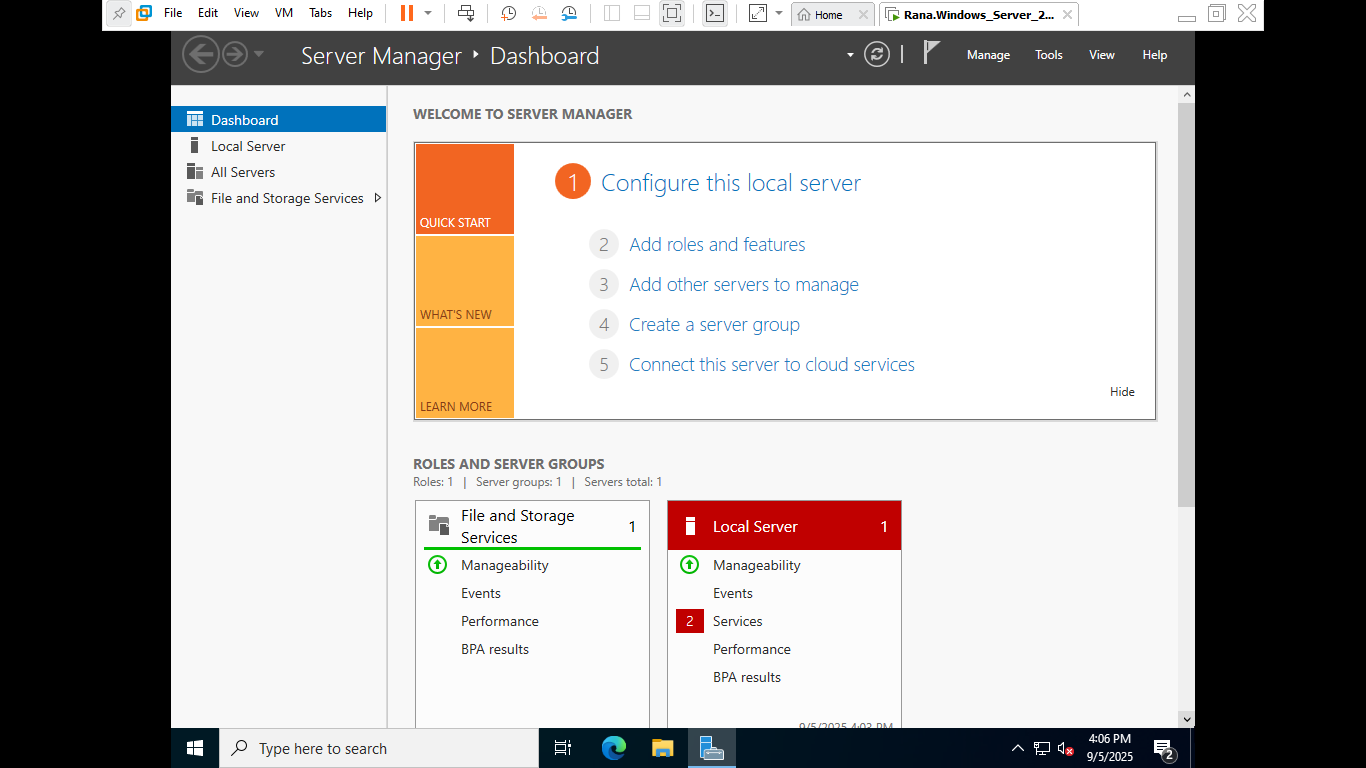 File Edit View VM Tabs Help Home Rana.Windows_Server_2...
Server Manager Dashboard Manage Tools View Help
Dashboard
Local Server
All Servers
File and Storage Services
WELCOME TO SERVER MANAGER
QUICK START
WHAT'S NEW
LEARN MORE
1 Configure this local server
2 Add roles and features
3 Add other servers to manage
4 Create a server group
5 Connect this server to cloud services
Hide
ROLES AND SERVER GROUPS
Roles: 1 | Server groups: 1 | Servers total: 1
File and Storage
Services
1
Manageability
Events
Performance
BPA results
Local Server 1
Manageability
Events
2 Services
Performance
BPA results
9/5/2025 4:03 PM
Type here to search
4:06 PM
9/5/2025
2